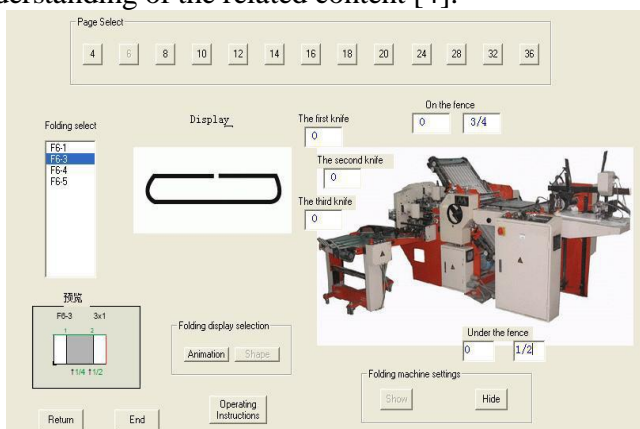 derstanding of the related content [4].
Page Select
4 6 8 10 12 14 16 18 20 24 28 32 36
Folding select
F6-1
F6-3
F6-4
F6-5
Display
The first knife
0
The second knife
0
The third knife
0
On the fence
0 3/4
预览
F6-3 3x1
1 2
↑1/4 ↑1/2
Folding display selection
Animation Shape
Under the fence
0 1/2
Folding machine settings
Show Hide
Return End
Operating
Instructions